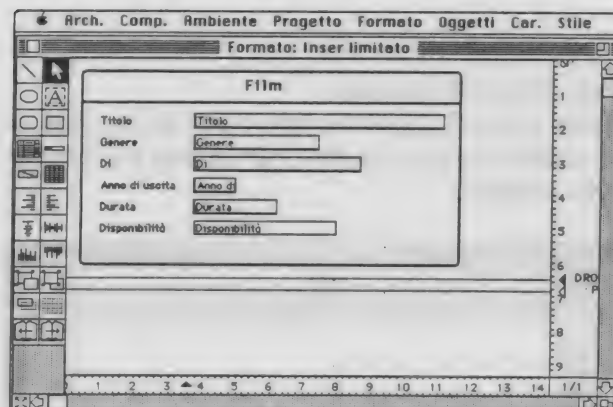 Arch. Comp. Ambiente Progetto Formato Oggetti Car. Stile
Formato: Inser limitato
Film
Titolo Titolo
Genere Genere
Di Di
Anno di uscita Anno di
Durata Durata
Disponibilità Disponibilità
1
2
3
4
5
6
7
8
9
DRO
P
1 2 3 4 5 6 7 8 9 10 11 12 13 14 1/1